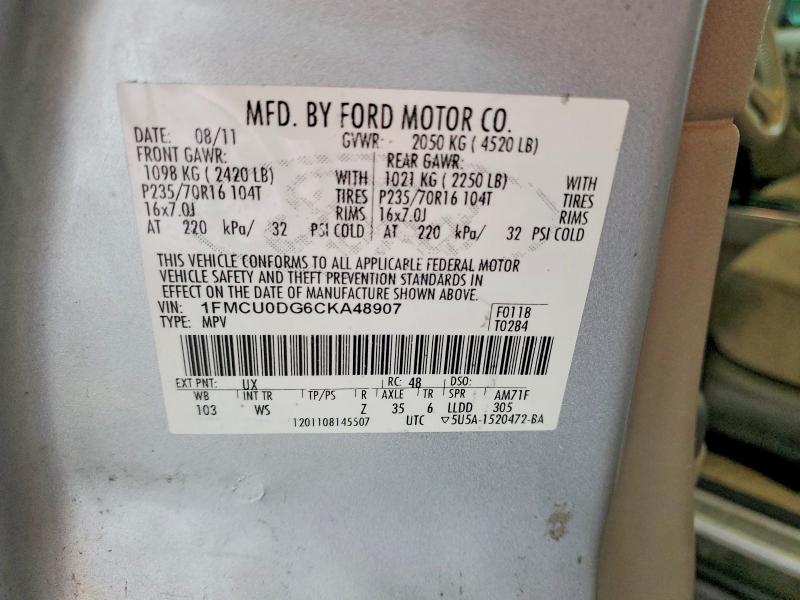 MFD. BY FORD MOTOR CO.
DATE: 08/11 GVWR: 2050 KG ( 4520 LB)
FRONT GAWR: REAR GAWR:
1098 KG ( 2420 LB) WITH 1021 KG ( 2250 LB) WITH
P235/70R16 104T TIRES P235/70R16 104T TIRES
16x7.0J RIMS 16x7.0J RIMS
AT 220 kPa/ 32 PSI COLD AT 220 kPa/ 32 PSI COLD
THIS VEHICLE CONFORMS TO ALL APPLICABLE FEDERAL MOTOR
VEHICLE SAFETY AND THEFT PREVENTION STANDARDS IN
EFFECT ON THE DATE OF MANUFACTURE SHOWN ABOVE.
VIN: 1FMCU0DG6CKA48907 F0118
TYPE: MPV T0284
EXT PNT: UX RC: 48 DSO:
WB INT TR TP/PS R AXLE TR SPR AM71F
103 WS Z 35 6 LLDD 305
1201108145507 UTC ▽5U5A-1520472-BA